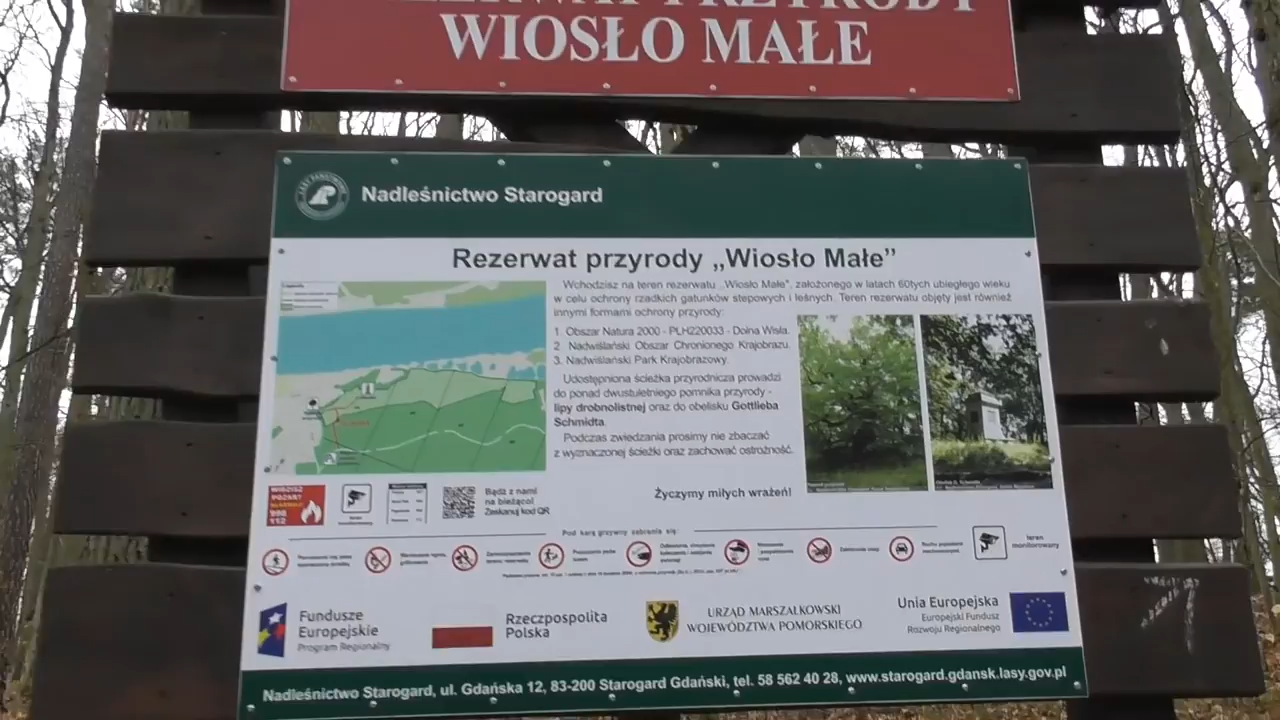 REZERWAT PRZYRODY
WIOSŁO MAŁE
Nadleśnictwo Starogard
Rezerwat przyrody „Wiosło Małe”
Wchodzisz na teren rezerwatu „Wiosło Małe”, założonego w latach 60tych ubiegłego wieku
w celu ochrony rzadkich gatunków stepowych i leśnych. Teren rezerwatu objęty jest również
innymi formami ochrony przyrody:
1. Obszar Natura 2000 - PLH220033 - Dolna Wisła.
2. Nadwiślański Obszar Chronionego Krajobrazu.
3. Nadwiślański Park Krajobrazowy.
Udostępniona ścieżka przyrodnicza prowadzi
do ponad dwustuletniego pomnika przyrody -
lipy drobnolistnej oraz do obelisku Gottlieba
Schmidta.
Podczas zwiedzania prosimy nie zbaczać
z wyznaczonej ścieżki oraz zachować ostrożność.
Życzymy miłych wrażeń!
WIDZISZ
POŻAR?
998
112
Bądź z nami
na bieżąco!
Zeskanuj kod QR
Pod karą grzywny zabrania się:
teren
monitorowany
Fundusze
Europejskie
Program Regionalny
Rzeczpospolita
Polska
URZĄD MARSZAŁKOWSKI
WOJEWÓDZTWA POMORSKIEGO
Unia Europejska
Europejski Fundusz
Rozwoju Regionalnego
Nadleśnictwo Starogard, ul. Gdańska 12, 83-200 Starogard Gdański, tel. 58 562 40 28, www.starogard.gdansk.lasy.gov.pl